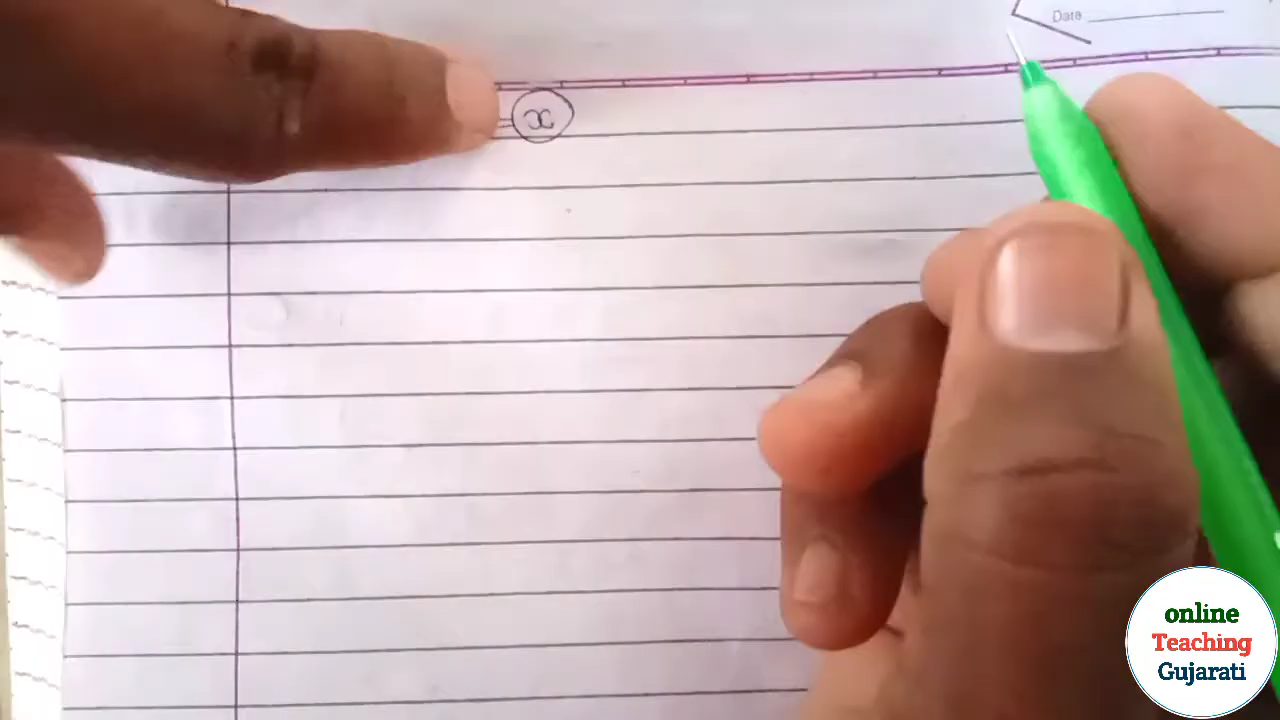 Date
= x
online
Teaching
Gujarati